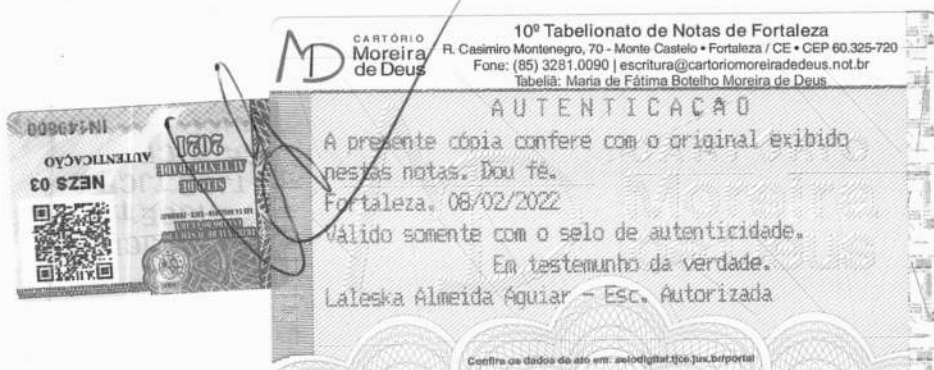 CARTÓRIO
Moreira
de Deus
10º Tabelionato de Notas de Fortaleza
R. Casimiro Montenegro, 70 - Monte Castelo • Fortaleza / CE • CEP 60.325-720
Fone: (85) 3281.0090 | escritura@cartoriomoreiradedeus.not.br
Tabeliã: Maria de Fátima Botelho Moreira de Deus
AUTENTICAÇÃO
A presente cópia confere com o original exibido
nestas notas. Dou fé.
Fortaleza, 08/02/2022
Válido somente com o selo de autenticidade.
Em testemunho da verdade.
Laleska Almeida Aguiar - Esc. Autorizada
Confira os dados do ato em: selodigital.tjce.jus.br/portal
SELO DE
AUTENTICIDADE
2021
NEZS 03
AUTENTICAÇÃO